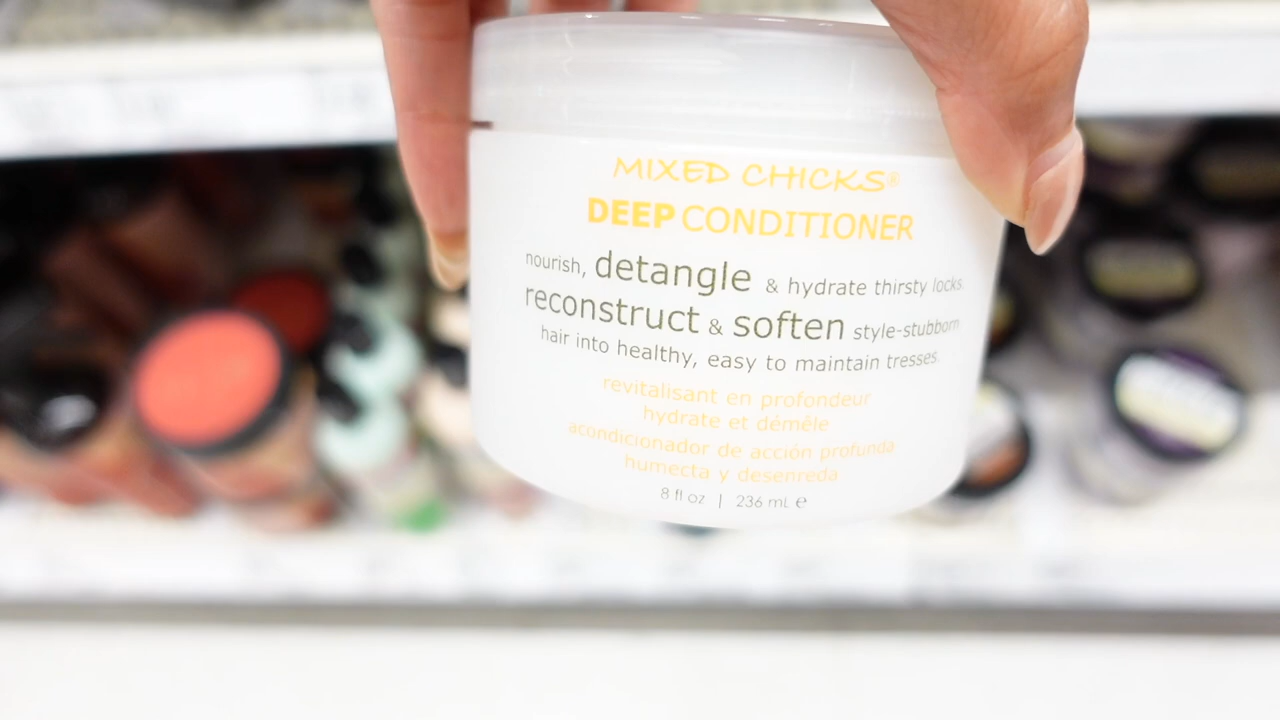 MIXED CHICKS®
DEEP CONDITIONER
nourish, detangle & hydrate thirsty locks.
reconstruct & soften style-stubborn
hair into healthy, easy to maintain tresses.
revitalisant en profondeur
hydrate et démêle
acondicionador de acción profunda
humecta y desenreda
8 fl oz | 236 mL e